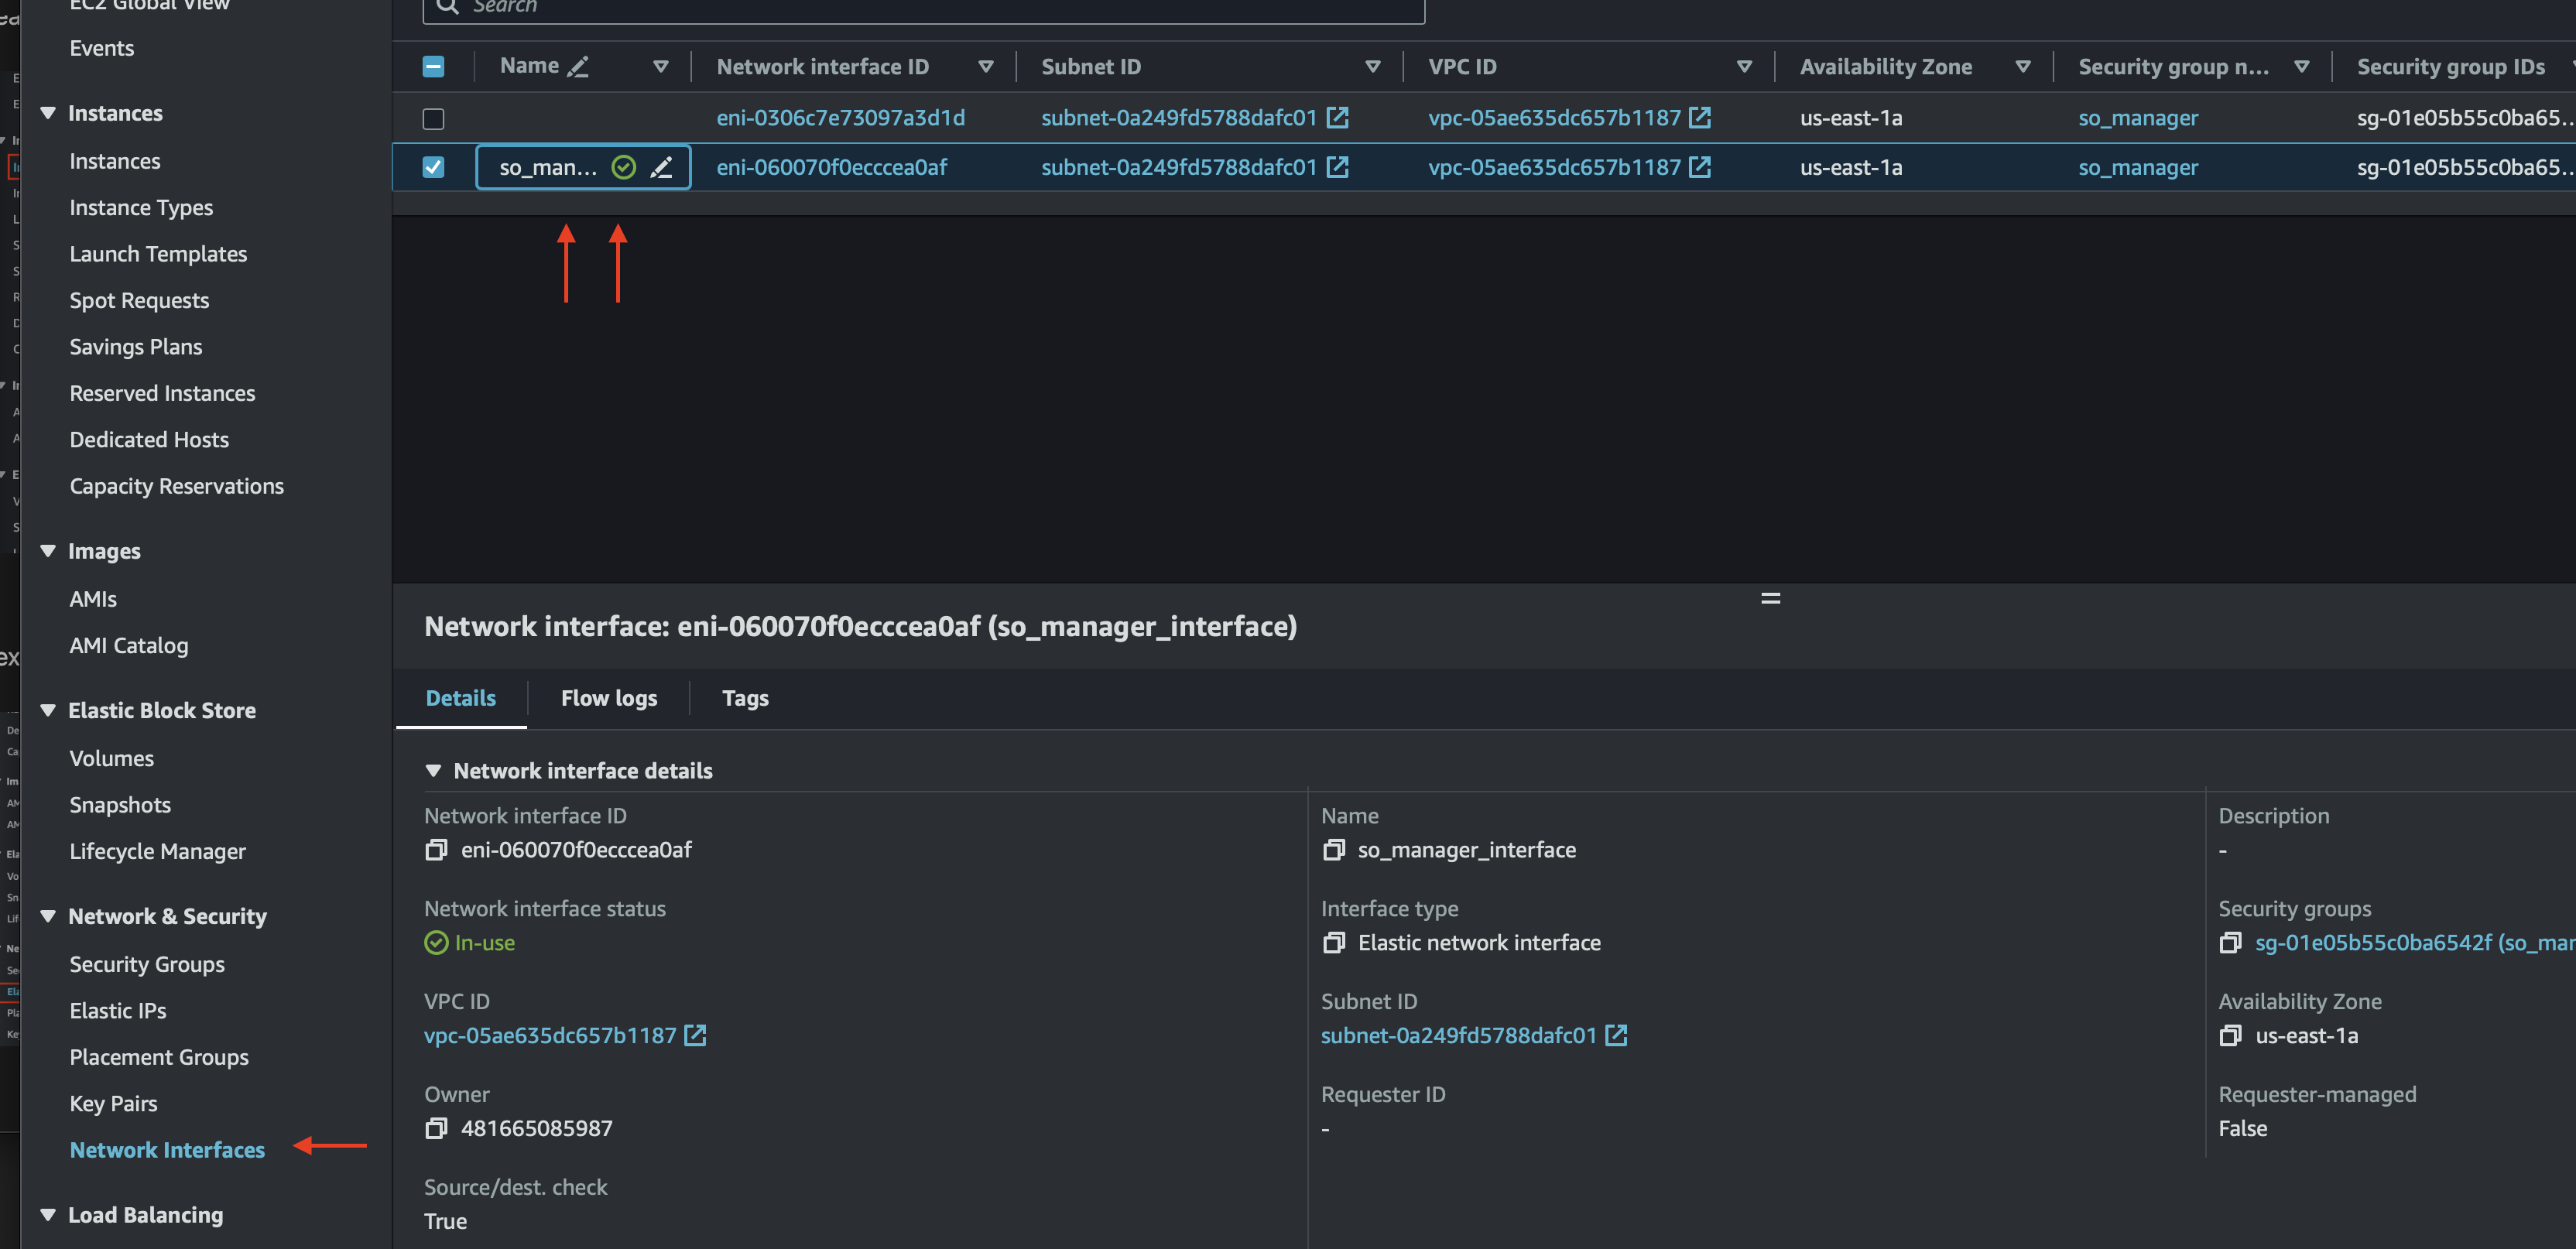 EC2 Global View
Events
Instances
Instances
Instance Types
Launch Templates
Spot Requests
Savings Plans
Reserved Instances
Dedicated Hosts
Capacity Reservations
Images
AMIs
AMI Catalog
Elastic Block Store
Volumes
Snapshots
Lifecycle Manager
Network & Security
Security Groups
Elastic IPs
Placement Groups
Key Pairs
Network Interfaces
Load Balancing
Search
Name Network interface ID Subnet ID VPC ID Availability Zone Security group n... Security group IDs
eni-0306c7e73097a3d1d subnet-0a249fd5788dafc01 vpc-05ae635dc657b1187 us-east-1a so_manager sg-01e05b55c0ba65...
so_man... eni-060070f0ecccea0af subnet-0a249fd5788dafc01 vpc-05ae635dc657b1187 us-east-1a so_manager sg-01e05b55c0ba65...
Network interface: eni-060070f0ecccea0af (so_manager_interface)
Details Flow logs Tags
Network interface details
Network interface ID
eni-060070f0ecccea0af
Name
so_manager_interface
Description
-
Network interface status
In-use
Interface type
Elastic network interface
Security groups
sg-01e05b55c0ba6542f (so_man
VPC ID
vpc-05ae635dc657b1187
Subnet ID
subnet-0a249fd5788dafc01
Availability Zone
us-east-1a
Owner
481665085987
Requester ID
-
Requester-managed
False
Source/dest. check
True